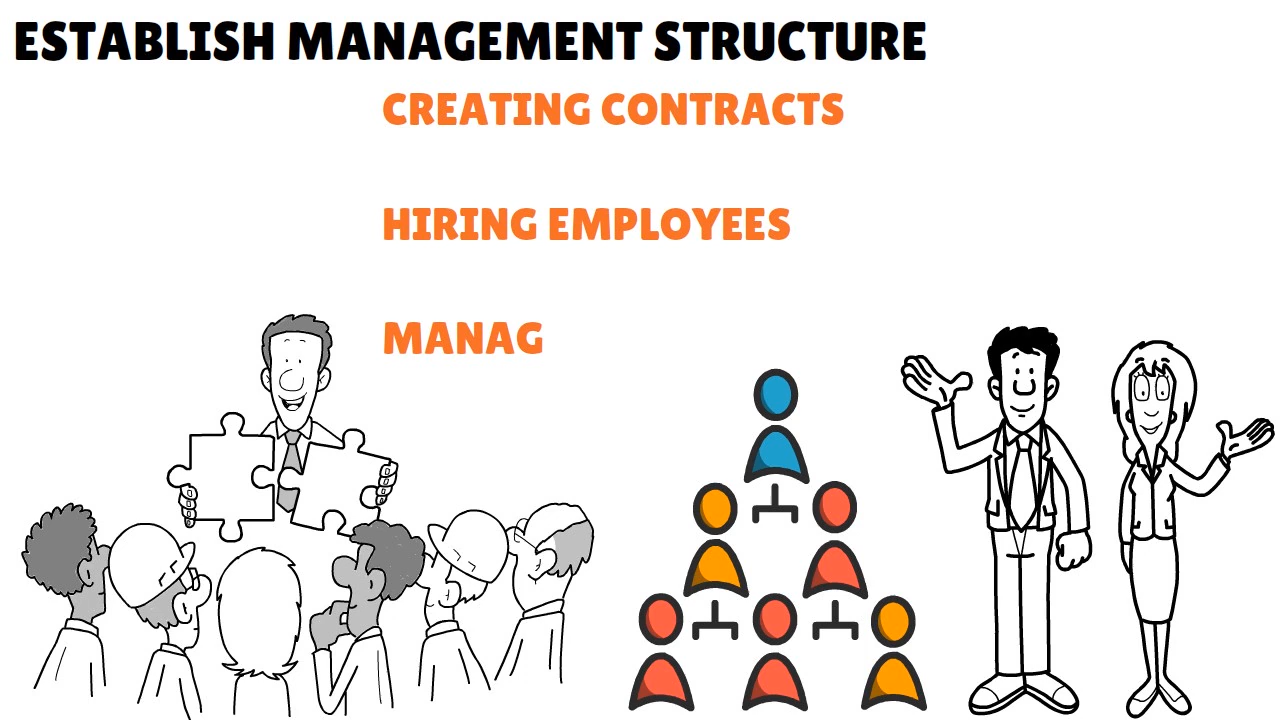 ESTABLISH MANAGEMENT STRUCTURE
CREATING CONTRACTS
HIRING EMPLOYEES
MANAG